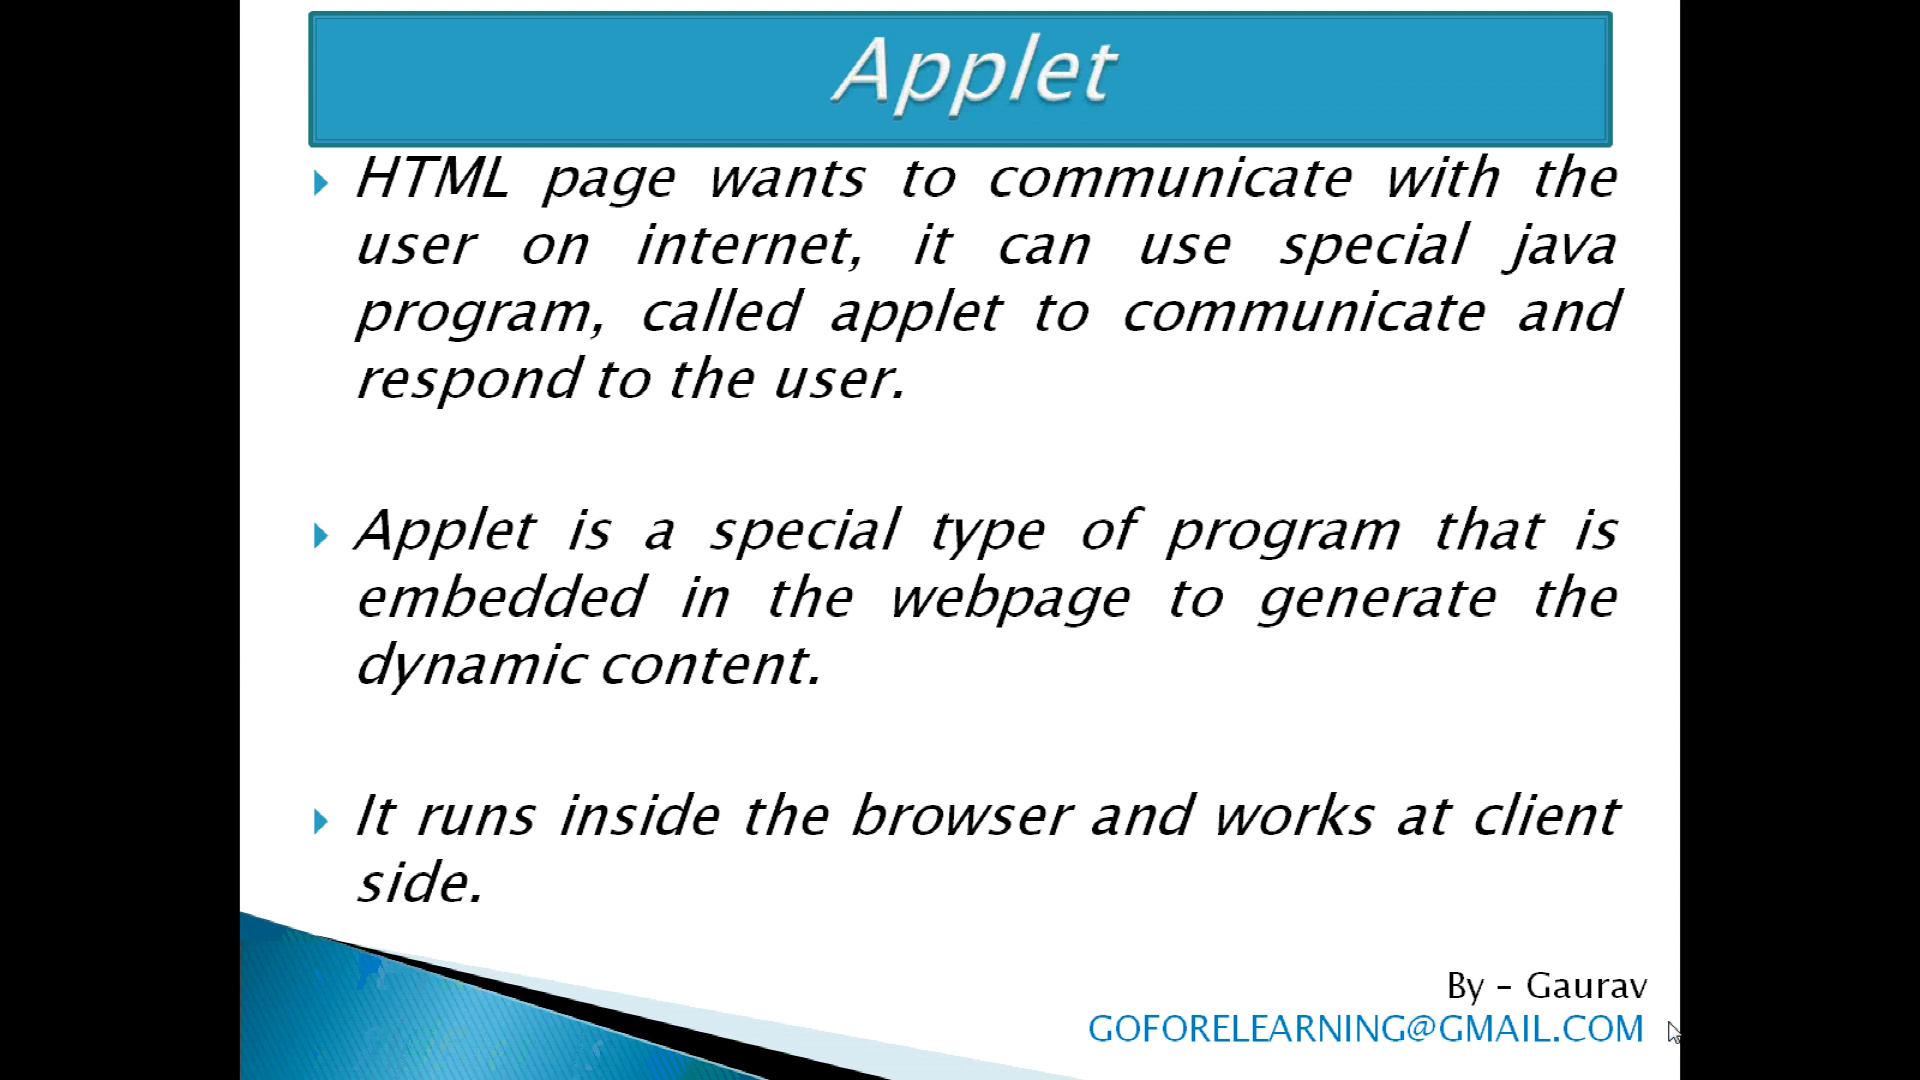 Applet
HTML page wants to communicate with the
user on internet, it can use special java
program, called applet to communicate and
respond to the user.
Applet is a special type of program that is
embedded in the webpage to generate the
dynamic content.
It runs inside the browser and works at client
side.
By – Gaurav
GOFORELEARNING@GMAIL.COM